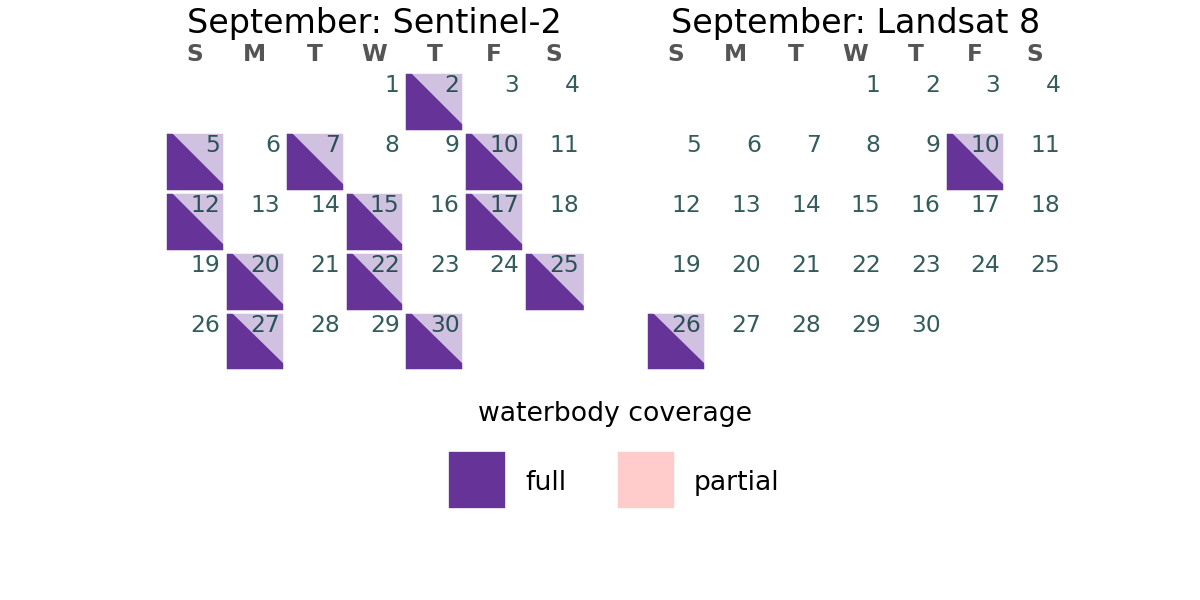 September: Sentinel-2
S M T W T F S
1 2 3 4
5 6 7 8 9 10 11
12 13 14 15 16 17 18
19 20 21 22 23 24 25
26 27 28 29 30
September: Landsat 8
S M T W T F S
1 2 3 4
5 6 7 8 9 10 11
12 13 14 15 16 17 18
19 20 21 22 23 24 25
26 27 28 29 30
waterbody coverage
full
partial